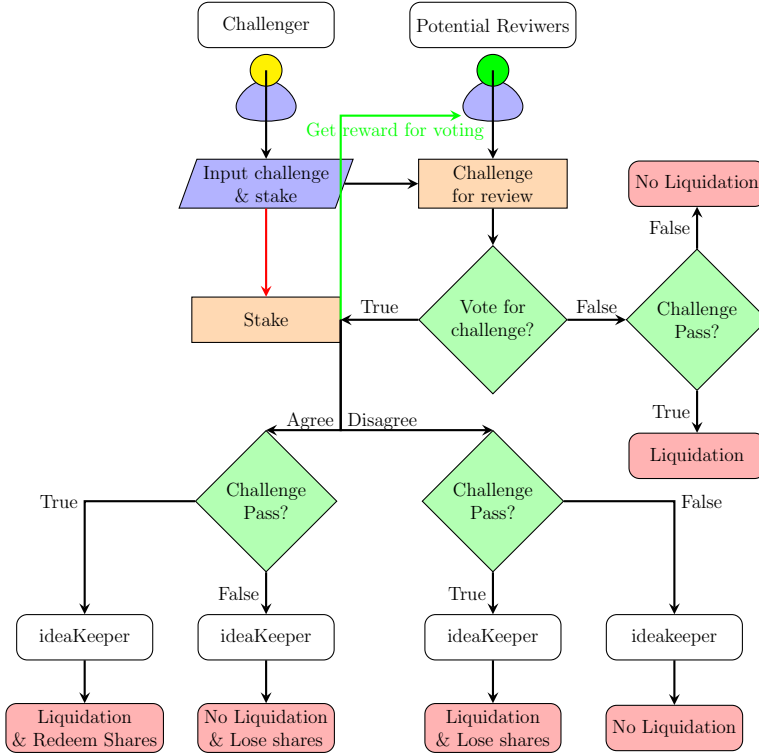 Challenger
Potential Reviwers
Get reward for voting
Input challenge
& stake
Challenge
for review
No Liquidation
False
Stake
True
Vote for
challenge?
False
Challenge
Pass?
True
Liquidation
Agree
Disagree
Challenge
Pass?
Challenge
Pass?
True
False
False
True
ideaKeeper
ideaKeeper
ideaKeeper
ideakeeper
Liquidation
& Redeem Shares
No Liquidation
& Lose shares
Liquidation
& Lose shares
No Liquidation